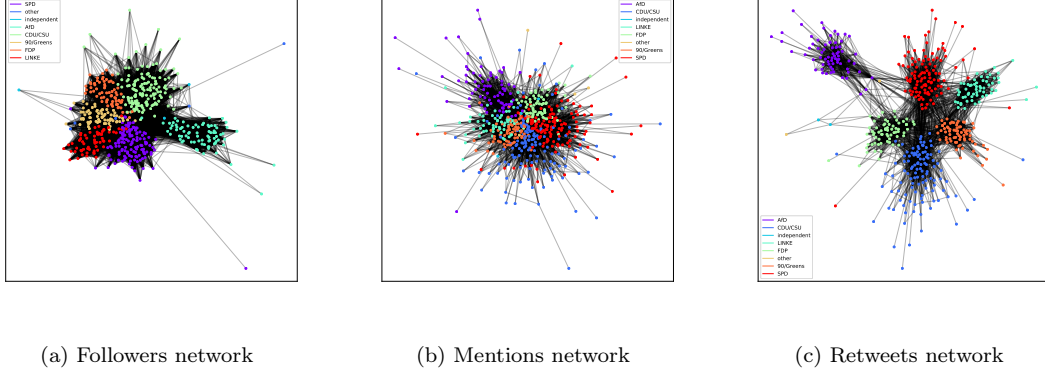 SPD
other
independent
AfD
CDU/CSU
90/Greens
FDP
LINKE
AfD
CDU/CSU
independent
LINKE
FDP
other
90/Greens
SPD
AfD
CDU/CSU
independent
LINKE
FDP
other
90/Greens
SPD
(a) Followers network
(b) Mentions network
(c) Retweets network